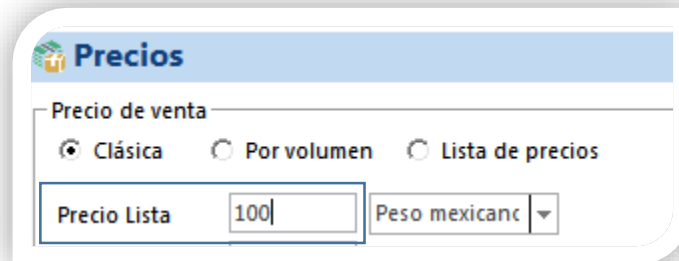 Precios
Precio de venta
Clásica Por volumen Lista de precios
Precio Lista 100 Peso mexicano